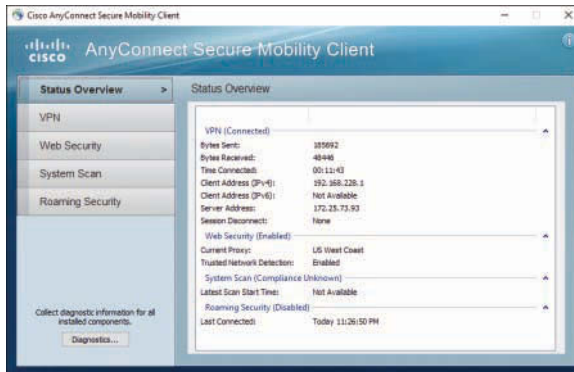 Cisco AnyConnect Secure Mobility Client
CISCO AnyConnect Secure Mobility Client
Status Overview >
VPN
Web Security
System Scan
Roaming Security
Collect diagnostic information for all
installed components.
Diagnostics...
Status Overview
VPN (Connected)
Bytes Sent: 185692
Bytes Received: 48446
Time Connected: 00:11:43
Client Address (IPv4): 192.168.228.1
Client Address (IPv6): Not Available
Server Address: 172.25.73.93
Session Disconnect: None
Web Security (Enabled)
Current Proxy: US West Coast
Trusted Network Detection: Enabled
System Scan (Compliance Unknown)
Latest Scan Start Time: Not Available
Roaming Security (Disabled)
Last Connected: Today 11:26:50 PM